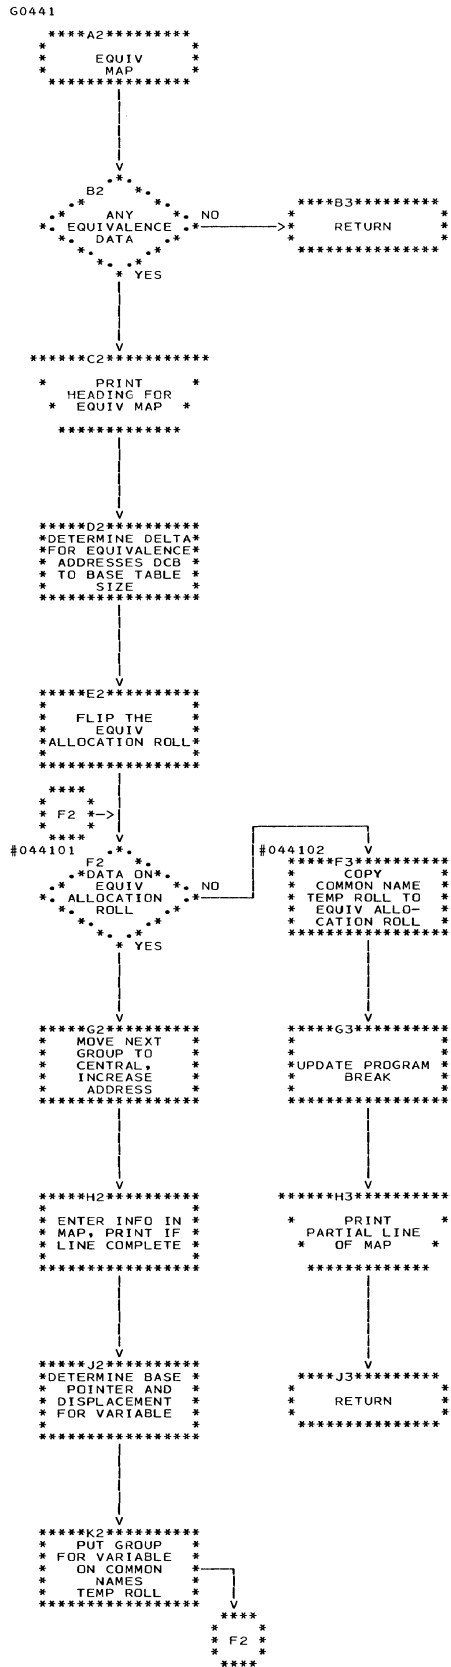 G0441
A2
EQUIV
MAP
B2
ANY
EQUIVALENCE
DATA
NO
YES
B3
RETURN
C2
PRINT
HEADING FOR
EQUIV MAP
D2
DETERMINE DELTA
FOR EQUIVALENCE
ADDRESSES DCB
TO BASE TABLE
SIZE
E2
FLIP THE
EQUIV
ALLOCATION ROLL
F2
#044101
F2
DATA ON
EQUIV
ALLOCATION
ROLL
NO
YES
#044102
F3
COPY
COMMON NAME
TEMP ROLL TO
EQUIV ALLO-
CATION ROLL
G2
MOVE NEXT
GROUP TO
CENTRAL,
INCREASE
ADDRESS
G3
UPDATE PROGRAM
BREAK
H2
ENTER INFO IN
MAP, PRINT IF
LINE COMPLETE
H3
PRINT
PARTIAL LINE
OF MAP
J2
DETERMINE BASE
POINTER AND
DISPLACEMENT
FOR VARIABLE
J3
RETURN
K2
PUT GROUP
FOR VARIABLE
ON COMMON
NAMES
TEMP ROLL
F2